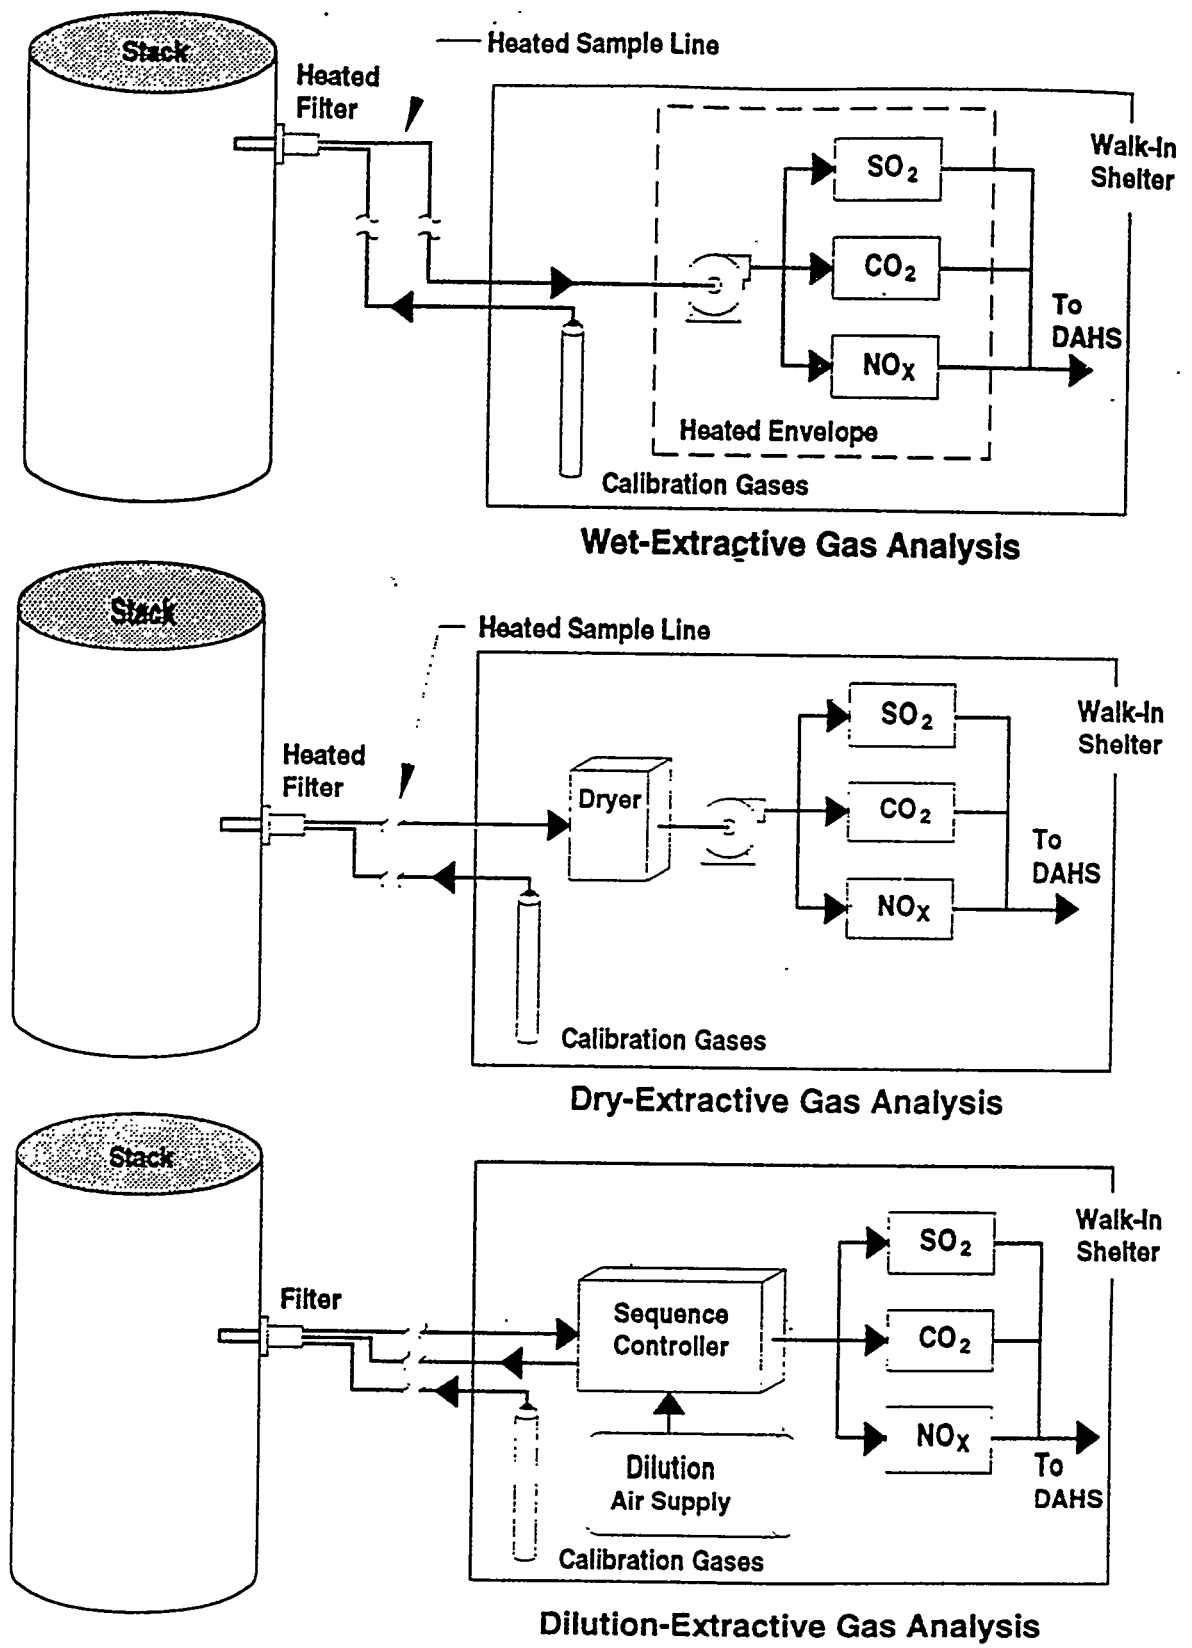 Stack
Heated Sample Line
Heated
Filter
Walk-In
Shelter
SO2
CO2
NOX
To
DAHS
Heated Envelope
Calibration Gases
Wet-Extractive Gas Analysis
Stack
Heated Sample Line
Heated
Filter
Walk-In
Shelter
Dryer
SO2
CO2
NOX
To
DAHS
Calibration Gases
Dry-Extractive Gas Analysis
Stack
Filter
Walk-In
Shelter
Sequence
Controller
SO2
CO2
NOX
To
DAHS
Dilution
Air Supply
Calibration Gases
Dilution-Extractive Gas Analysis